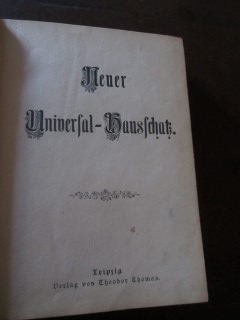 Neuer
Universal-Hausschatz.
Leipzig
Verlag von Theodor Thomas.